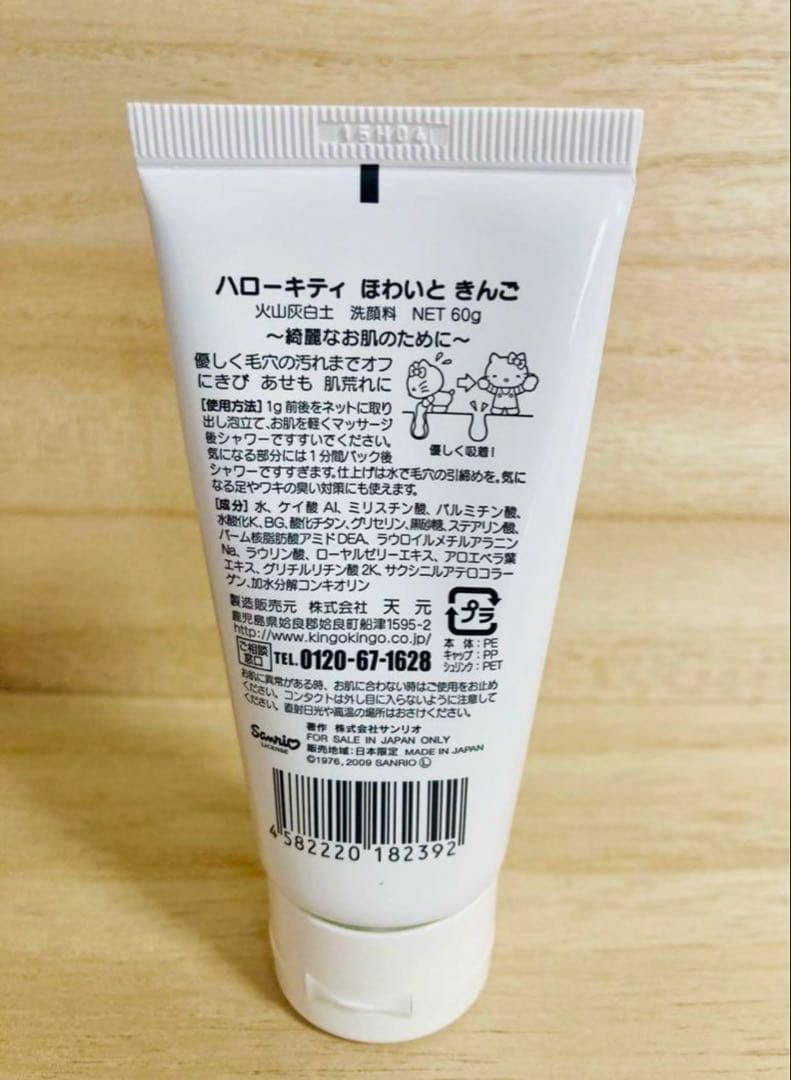 15H04
ハローキティ ほわいと きんご
火山灰白土 洗顔料 NET 60g
～綺麗なお肌のために～
優しく毛穴の汚れまでオフ
にきび あせも 肌荒れに
優しく吸着!
[使用方法]1g前後をネットに取り
出し泡立て、お肌を軽くマッサージ
後シャワーですすいでください。
気になる部分には1分間パック後
シャワーですすぎます。仕上げは水で毛穴の引締めを。気に
なる足やワキの臭い対策にも使えます。
[成分]水、ケイ酸Al、ミリスチン酸、パルミチン酸、
水酸化K、BG、酸化チタン、グリセリン、黒砂糖、ステアリン酸、
パーム核脂肪酸アミドDEA、ラウロイルメチルアラニン
Na、ラウリン酸、ローヤルゼリーエキス、アロエベラ葉
エキス、グリチルリチン酸2K、サクシニルアテロコラー
ゲン、加水分解コンキオリン
製造販売元 株式会社 天元
鹿児島県姶良郡姶良町船津1595-2
http://www.kingokingo.co.jp/
ご相談
窓口
TEL.0120-67-1628
プラ
本体:PE
キャップ:PP
シュリンク:PET
お肌に異常がある時、お肌に合わない時はご使用をお止め
ください。コンタクトは外し目に入らないように注意して
ください。直射日光や高温の場所はおさけください。
Sanrio
LICENSE
著作 株式会社サンリオ
FOR SALE IN JAPAN ONLY
販売地域:日本限定 MADE IN JAPAN
©1976, 2009 SANRIO Ⓛ
4 582220 182392